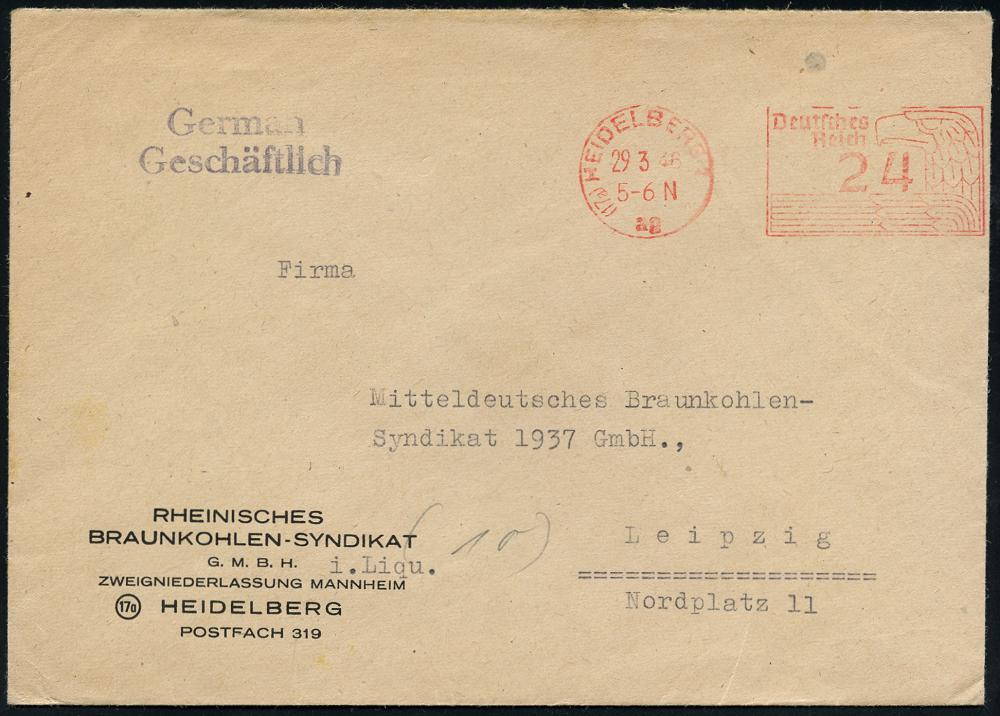 German
Geschäftlich
(17a) HEIDELBERG
29 3 46
5-6 N
ag
Deutsches
Reich
24
Firma
Mitteldeutsches Braunkohlen-
Syndikat 1937 GmbH.,
Leipzig
Nordplatz 11
RHEINISCHES
BRAUNKOHLEN-SYNDIKAT
G. M. B. H. i.Liqu.
ZWEIGNIEDERLASSUNG MANNHEIM
17a HEIDELBERG
POSTFACH 319
(10)